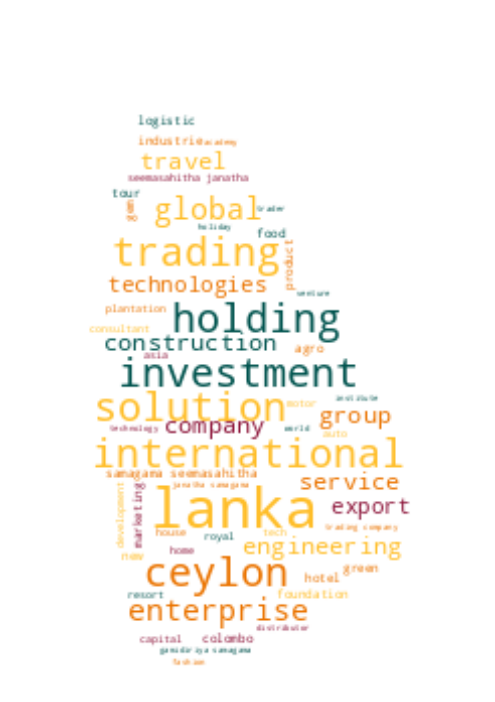 logistic
industrie academy
travel
seemasahitha janatha
tour
gem
global trader
holiday
food
trading
product
technologies
venture
plantation
holding
consultant
construction
asia agro
investment
institute
solution motor
group
technology company world auto
international
samagama seemasahitha
service
janatha samagama
development
marketing
lanka
export
trading company
house royal tech
engineering
home
new
green
ceylon
hotel
resort foundation
enterprise
distributor
capital colombo
gamidiriya samagama
fashion